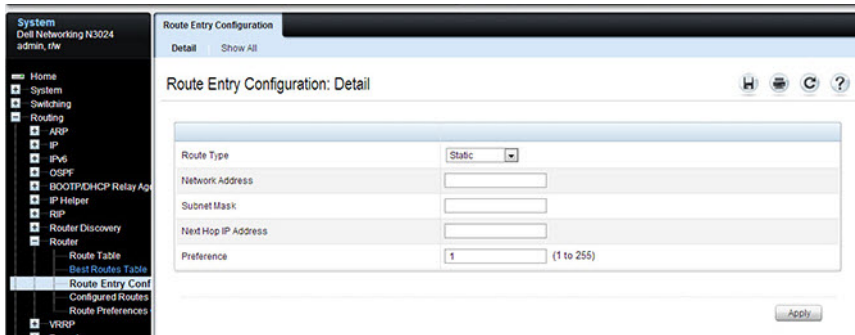 System
Dell Networking N3024
admin, r/w
Home
System
Switching
Routing
ARP
IP
IPv6
OSPF
BOOTP/DHCP Relay Age
IP Helper
RIP
Router Discovery
Router
Route Table
Best Routes Table
Route Entry Conf
Configured Routes
Route Preferences
VRRP
Route Entry Configuration
Detail Show All
Route Entry Configuration: Detail
Route Type Static
Network Address
Subnet Mask
Next Hop IP Address
Preference 1 (1 to 255)
Apply